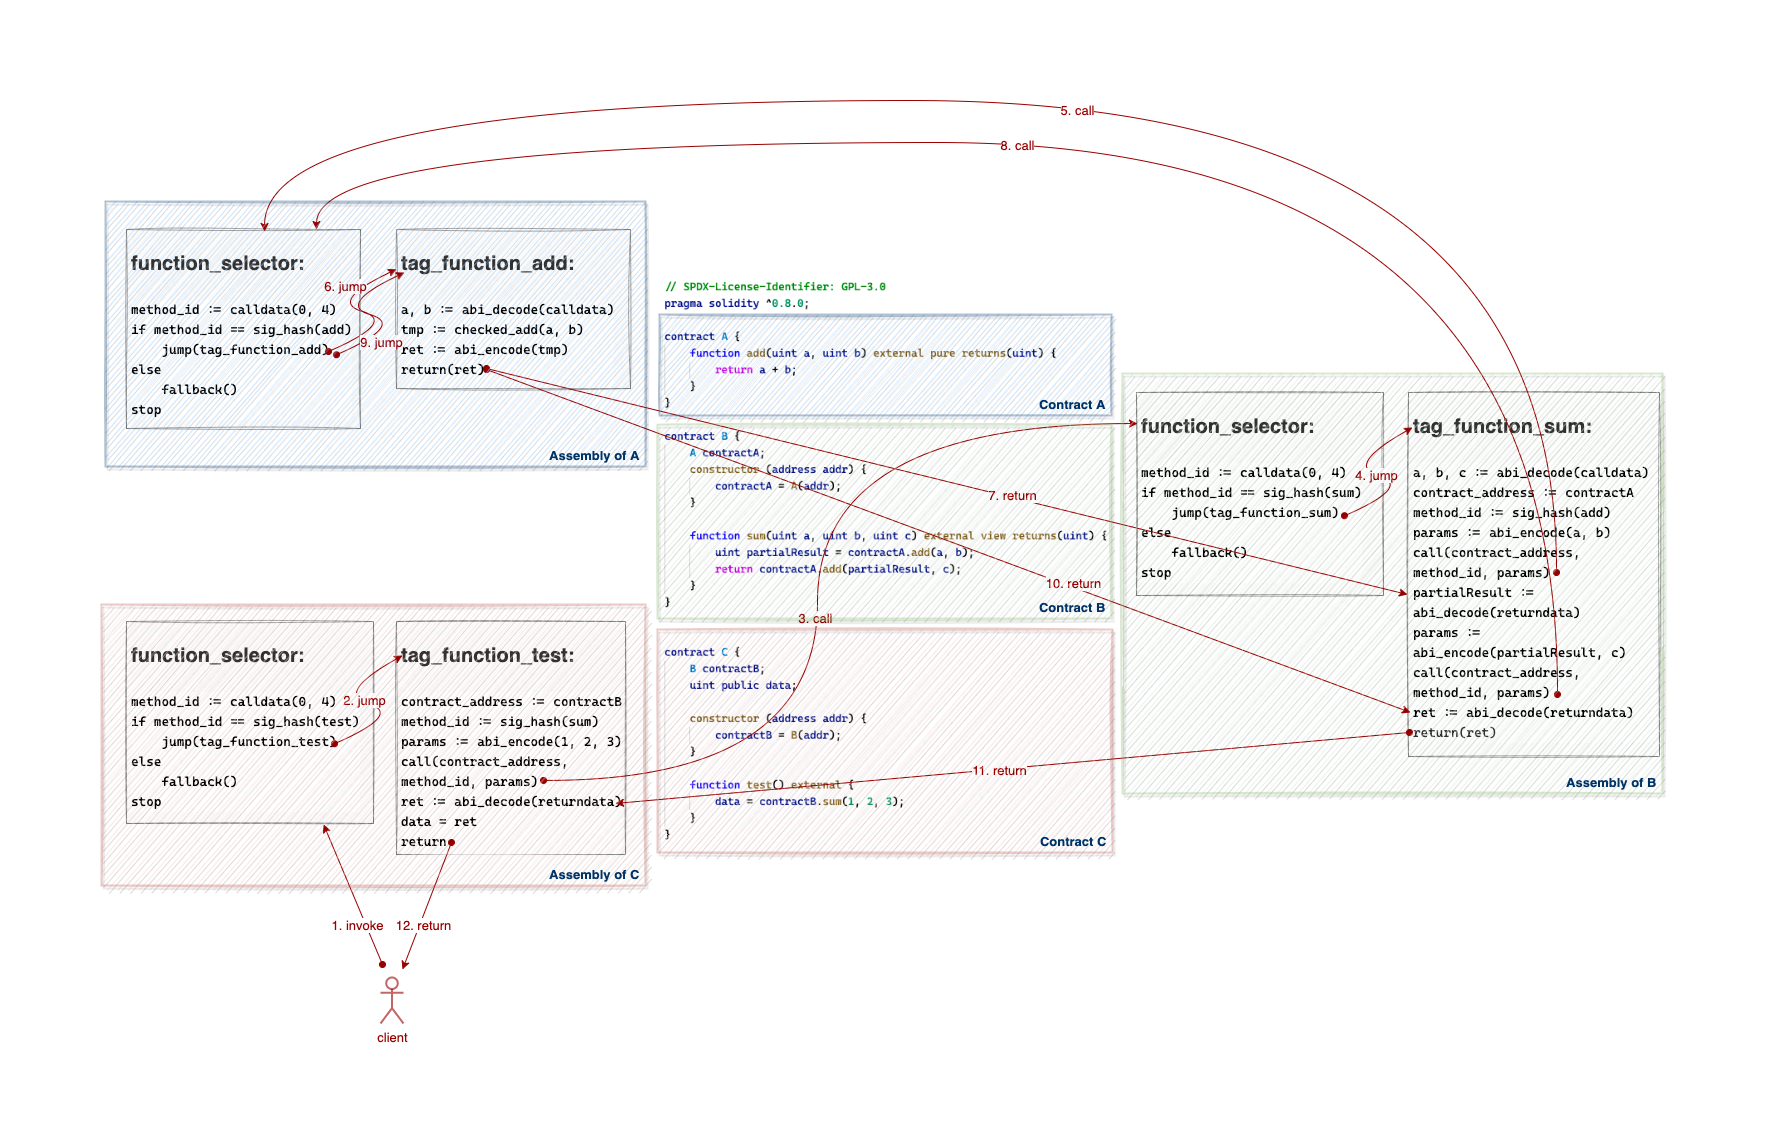 5. call
8. call
function_selector:
method_id := calldata(0, 4)
if method_id == sig_hash(add)
    jump(tag_function_add)
else
    fallback()
stop
6. jump
9. jump
tag_function_add:
a, b := abi_decode(calldata)
tmp := checked_add(a, b)
ret := abi_encode(tmp)
return(ret)
Assembly of A
// SPDX-License-Identifier: GPL-3.0
pragma solidity ^0.8.0;
contract A {
    function add(uint a, uint b) external pure returns(uint) {
        return a + b;
    }
}
Contract A
contract B {
    A contractA;
    constructor (address addr) {
        contractA = A(addr);
    }
    function sum(uint a, uint b, uint c) external view returns(uint) {
        uint partialResult = contractA.add(a, b);
        return contractA.add(partialResult, c);
    }
}
Contract B
7. return
10. return
3. call
function_selector:
method_id := calldata(0, 4)
if method_id == sig_hash(sum)
    jump(tag_function_sum)
else
    fallback()
stop
4. jump
tag_function_sum:
a, b, c := abi_decode(calldata)
contract_address := contractA
method_id := sig_hash(add)
params := abi_encode(a, b)
call(contract_address,
method_id, params)
partialResult :=
abi_decode(returndata)
params :=
abi_encode(partialResult, c)
call(contract_address,
method_id, params)
ret := abi_decode(returndata)
return(ret)
Assembly of B
function_selector:
method_id := calldata(0, 4)
if method_id == sig_hash(test)
    jump(tag_function_test)
else
    fallback()
stop
2. jump
tag_function_test:
contract_address := contractB
method_id := sig_hash(sum)
params := abi_encode(1, 2, 3)
call(contract_address,
method_id, params)
ret := abi_decode(returndata)
data = ret
return
Assembly of C
contract C {
    B contractB;
    uint public data;
    constructor (address addr) {
        contractB = B(addr);
    }
    function test() external {
        data = contractB.sum(1, 2, 3);
    }
}
Contract C
11. return
1. invoke
12. return
client